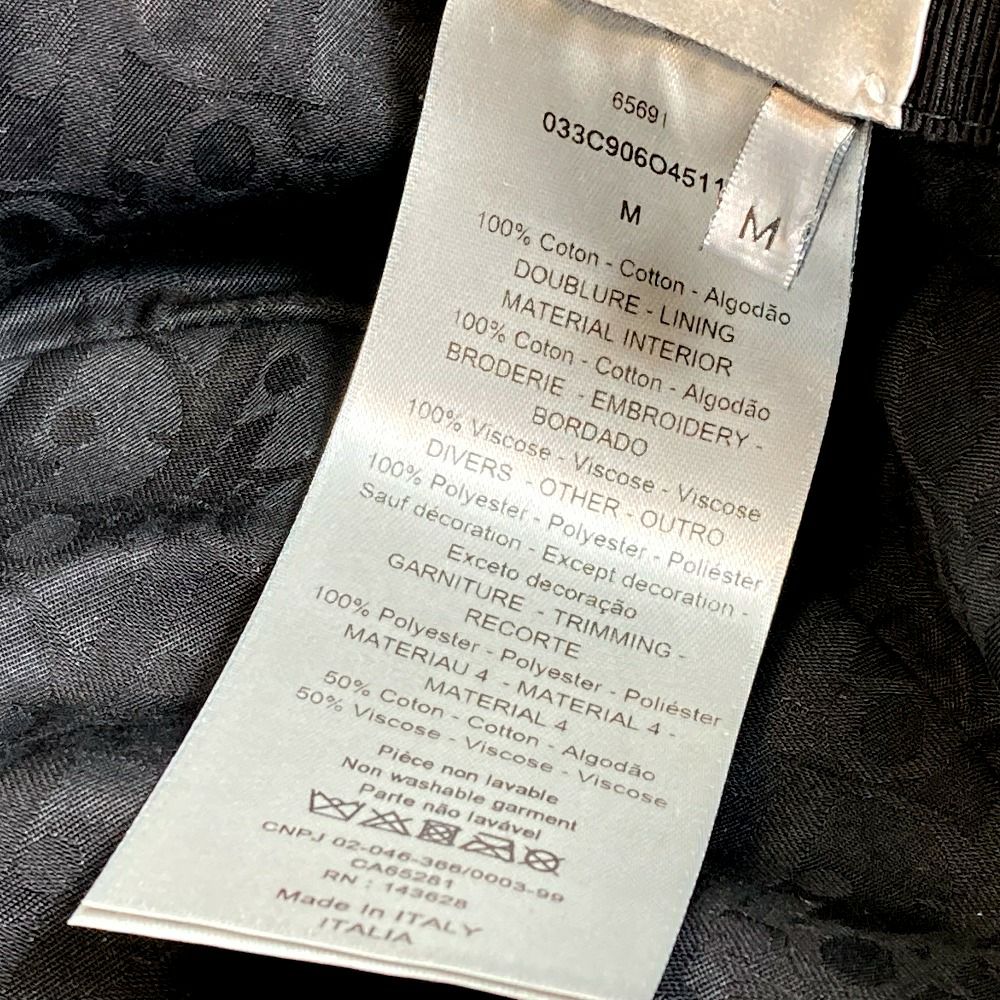 65691
033C906O4511
M
M
100% Coton - Cotton - Algodão
DOUBLURE - LINING
MATERIAL INTERIOR
100% Coton - Cotton - Algodão
BRODERIE - EMBROIDERY -
BORDADO
100% Viscose - Viscose - Viscose
DIVERS - OTHER - OUTRO
100% Polyester - Polyester - Poliéster
Sauf décoration - Except decoration -
Exceto decoração
GARNITURE - TRIMMING -
RECORTE
100% Polyester - Polyester - Poliéster
MATERIAU 4 - MATERIAL 4 -
MATERIAL 4
50% Coton - Cotton - Algodão
50% Viscose - Viscose - Viscose
Pièce non lavable
Non washable garment
Parte não lavável
CNPJ 02-046-366/0003-99
CA65281
RN : 143628
Made In ITALY
ITALIA